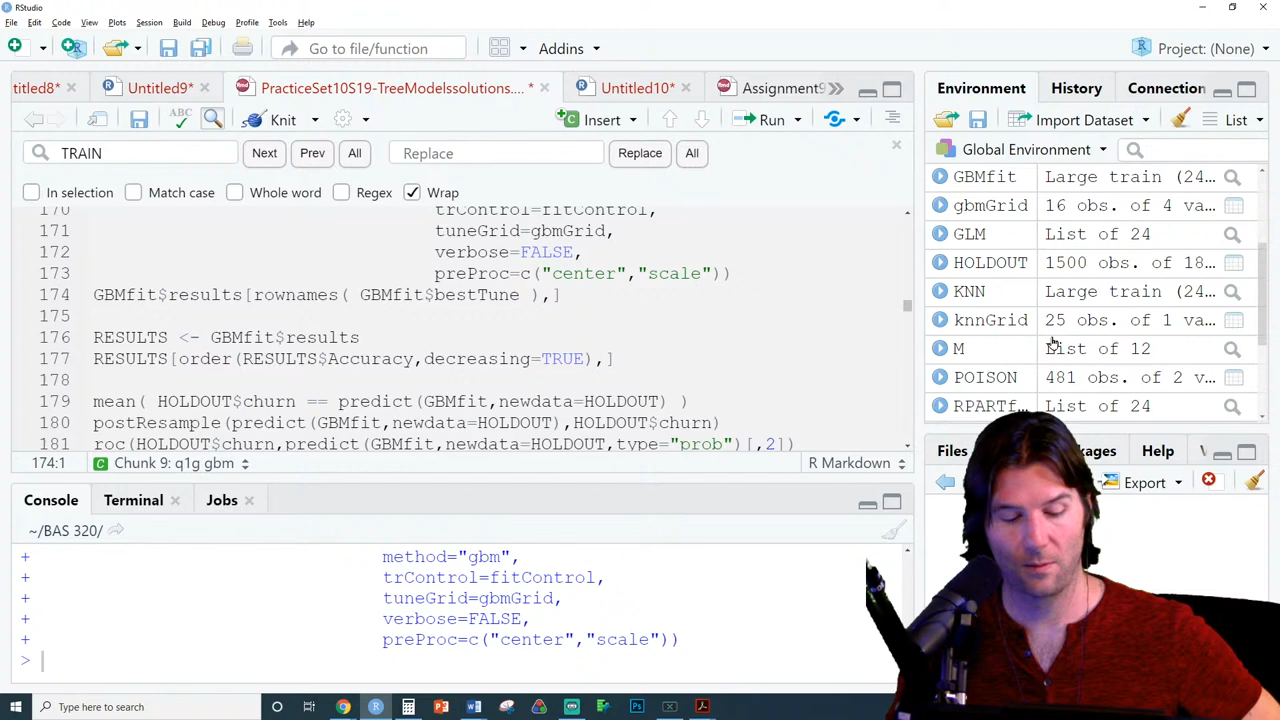 RStudio
File Edit Code View Plots Session Build Debug Profile Tools Help
Go to file/function
Addins
Project: (None)
titled8*
Untitled9*
PracticeSet10S19-TreeModelssolutions.... *
Untitled10*
Assignment9
ABC
Knit
Insert
Run
TRAIN
Next
Prev
All
Replace
Replace
All
In selection
Match case
Whole word
Regex
Wrap
170 trControl=fitControl,
171 tuneGrid=gbmGrid,
172 verbose=FALSE,
173 preProc=c("center","scale"))
174 GBMfit$results[rownames( GBMfit$bestTune ),]
175
176 RESULTS <- GBMfit$results
177 RESULTS[order(RESULTS$Accuracy,decreasing=TRUE),]
178
179 mean( HOLDOUT$churn == predict(GBMfit,newdata=HOLDOUT) )
180 postResample(predict(GBMfit,newdata=HOLDOUT),HOLDOUT$churn)
181 roc(HOLDOUT$churn,predict(GBMfit,newdata=HOLDOUT,type="prob")[,2])
174:1
Chunk 9: q1g gbm
R Markdown
Console
Terminal
Jobs
~/BAS 320/
+ method="gbm",
+ trControl=fitControl,
+ tuneGrid=gbmGrid,
+ verbose=FALSE,
+ preProc=c("center","scale"))
>
Environment
History
Connection
Import Dataset
List
Global Environment
GBMfit Large train (24...
gbmGrid 16 obs. of 4 va...
GLM List of 24
HOLDOUT 1500 obs. of 18...
KNN Large train (24...
knnGrid 25 obs. of 1 va...
M List of 12
POISON 481 obs. of 2 v...
RPARTf... List of 24
Files
ckages
Help
Export
Type here to search